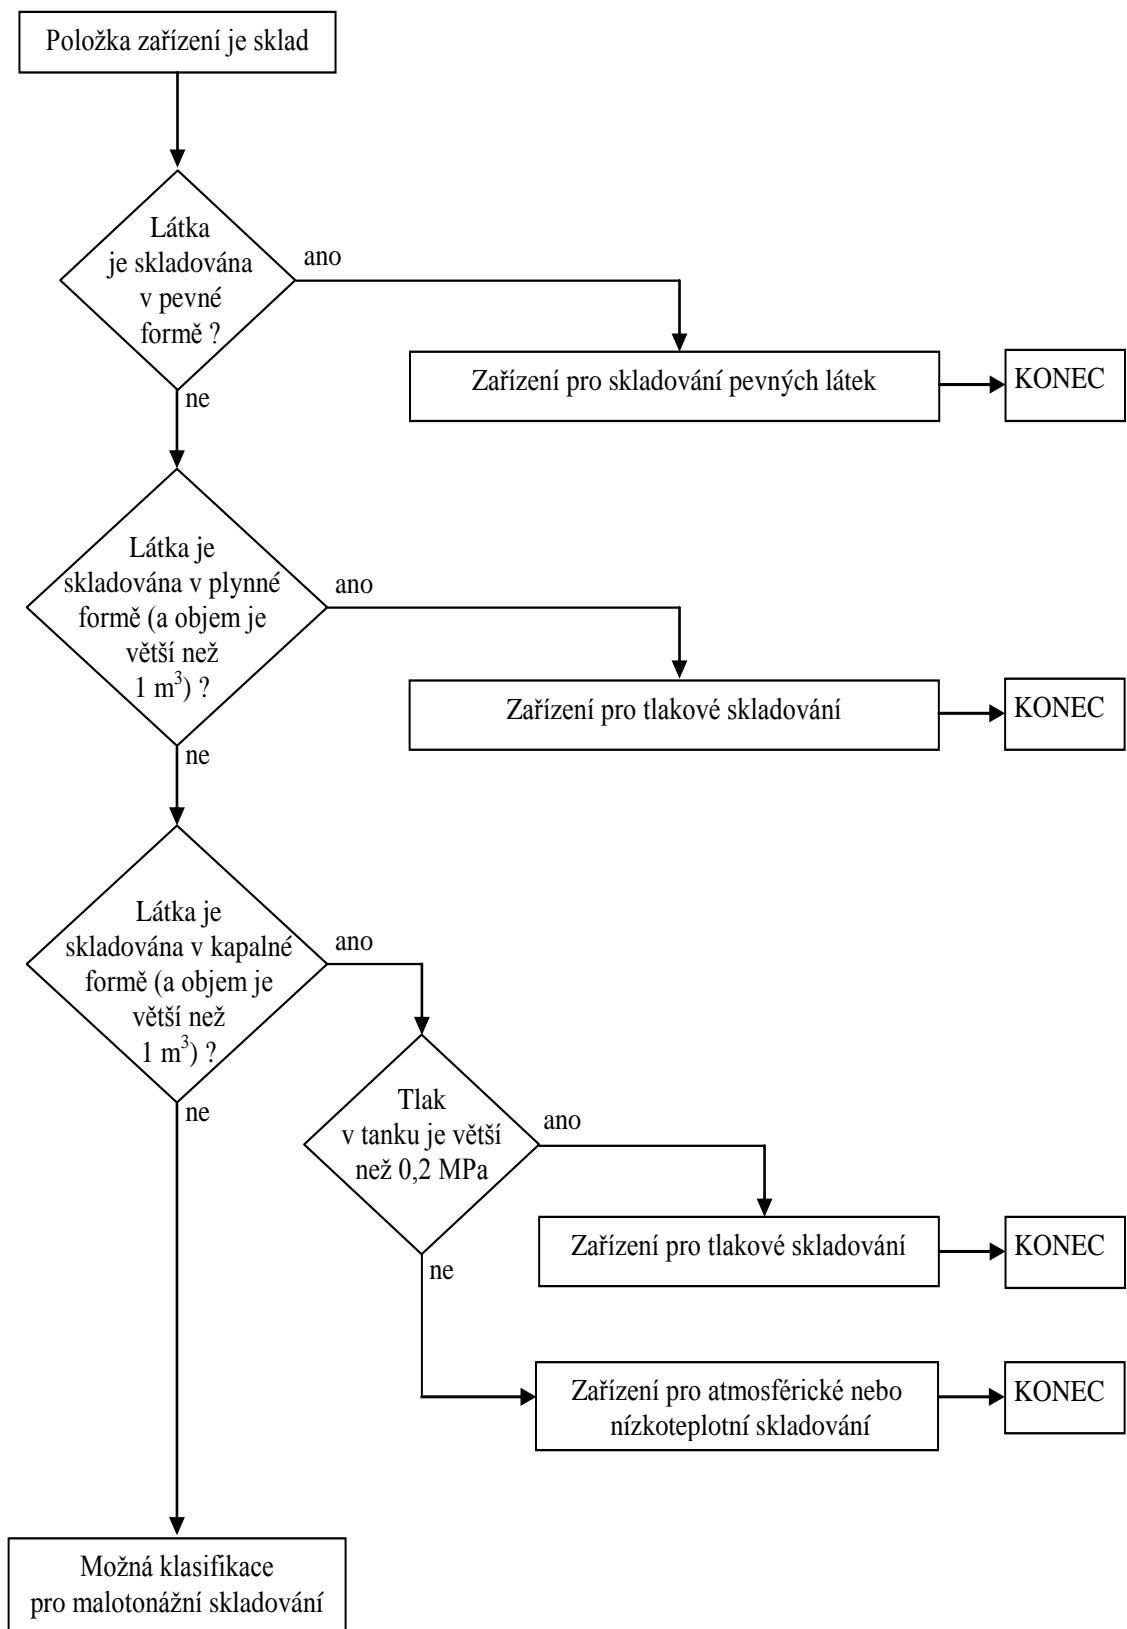 Položka zařízení je sklad
Látka
je skladována
v pevné
formě ?
ano
Zařízení pro skladování pevných látek
KONEC
ne
Látka je
skladována v plynné
formě (a objem je
větší než
1 m³) ?
ano
Zařízení pro tlakové skladování
KONEC
ne
Látka je
skladována v kapalné
formě (a objem je
větší než
1 m³) ?
ano
Tlak
v tanku je větší
než 0,2 MPa
ano
Zařízení pro tlakové skladování
KONEC
ne
Zařízení pro atmosférické nebo
nízkoteplotní skladování
KONEC
ne
Možná klasifikace
pro malotonážní skladování